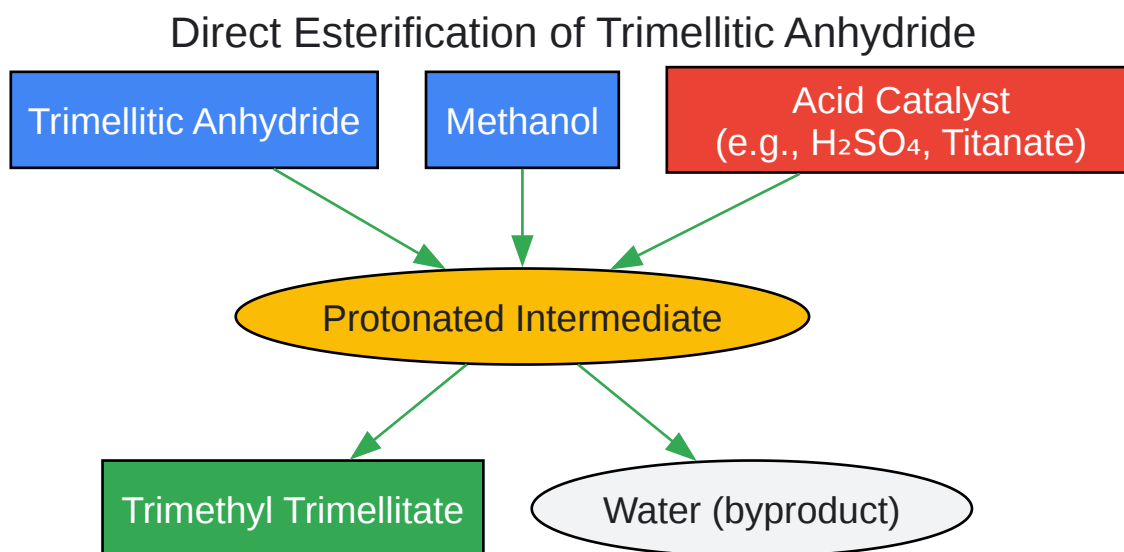 Direct Esterification of Trimellitic Anhydride
Trimellitic Anhydride
Methanol
Acid Catalyst
(e.g., H₂SO₄, Titanate)
Protonated Intermediate
Trimethyl Trimellitate
Water (byproduct)